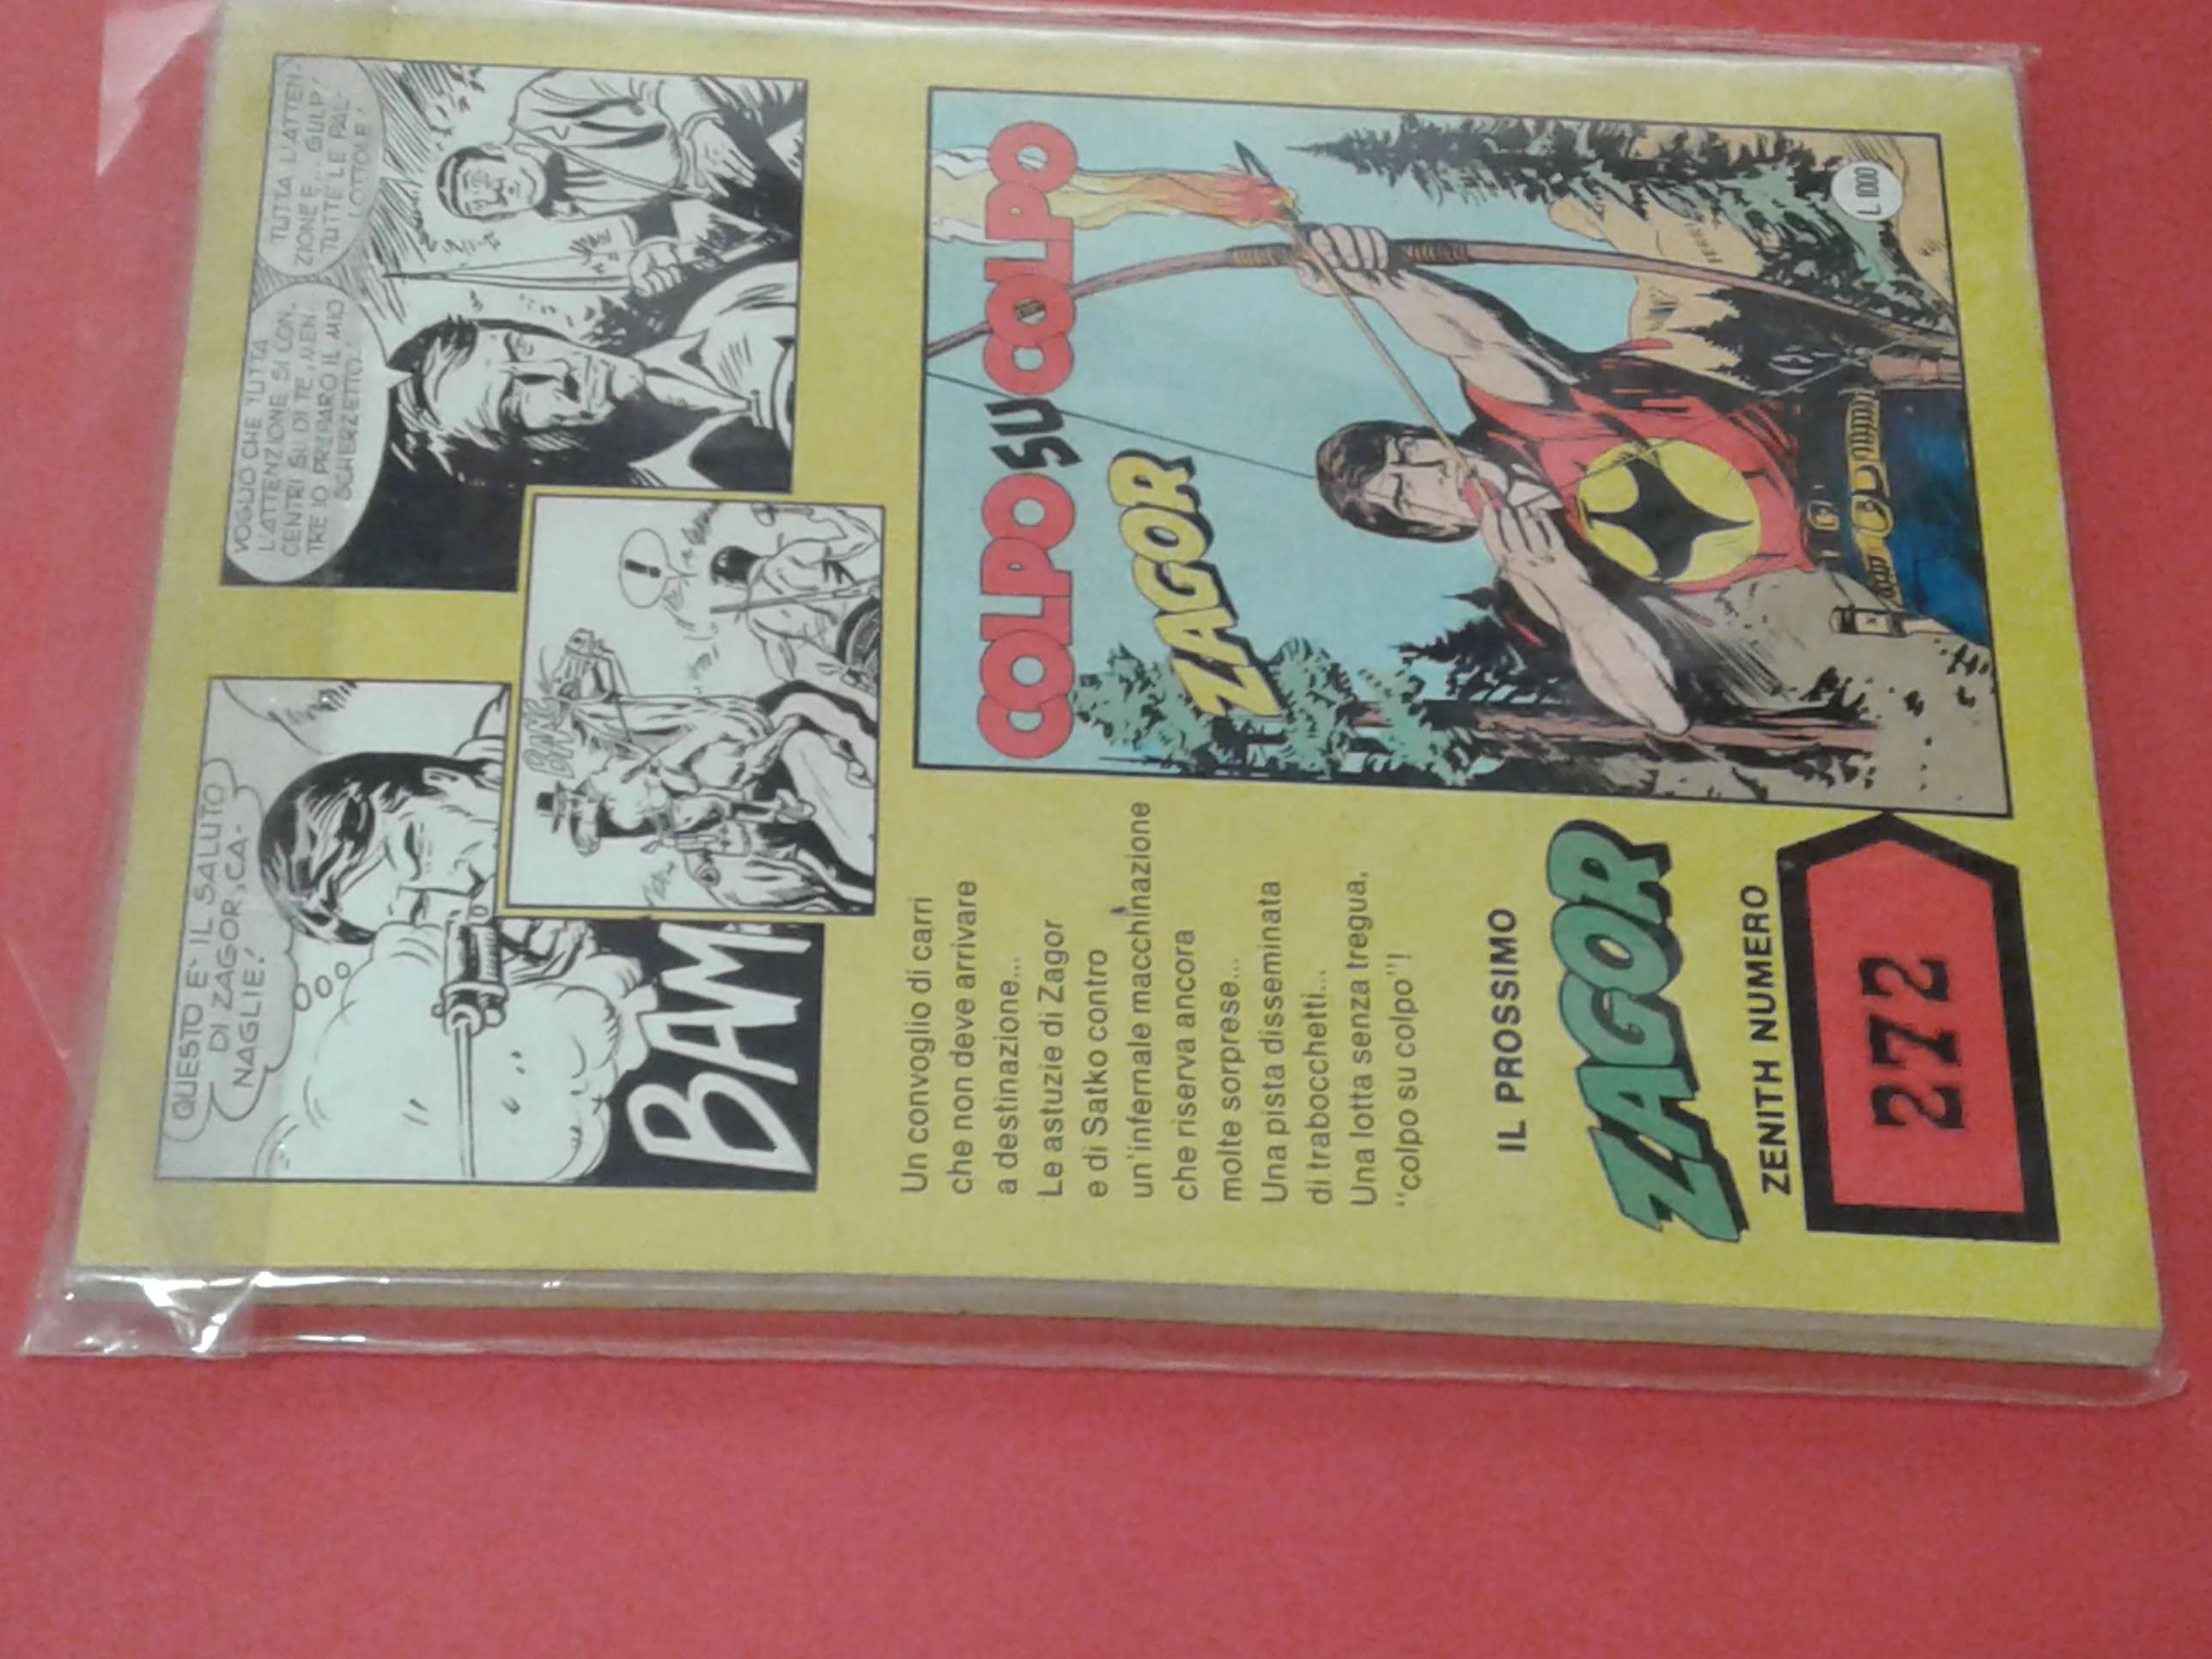 QUESTO E' IL SALUTO
DI ZAGOR, CA-
NAGLIE!
BAM
VOGLIO CHE TUTTA
L'ATTENZIONE SI CON-
CENTRI SU DI TE, MEN-
TRE IO PREPARO IL MIO
SCHERZETTO.
TUTTA L'ATTEN-
ZIONE E... GULP!
TUTTE LE PAL-
LOTTOLE!
BANG
!
Un convoglio di carri
che non deve arrivare
a destinazione...
Le astuzie di Zagor
e di Satko contro
un'infernale macchinazione
che riserva ancora
molte sorprese...
Una pista disseminata
di trabocchetti...
Una lotta senza tregua,
"colpo su colpo"!
IL PROSSIMO
ZAGOR
ZENITH NUMERO
272
COLPO SU COLPO
ZAGOR
L. 1000